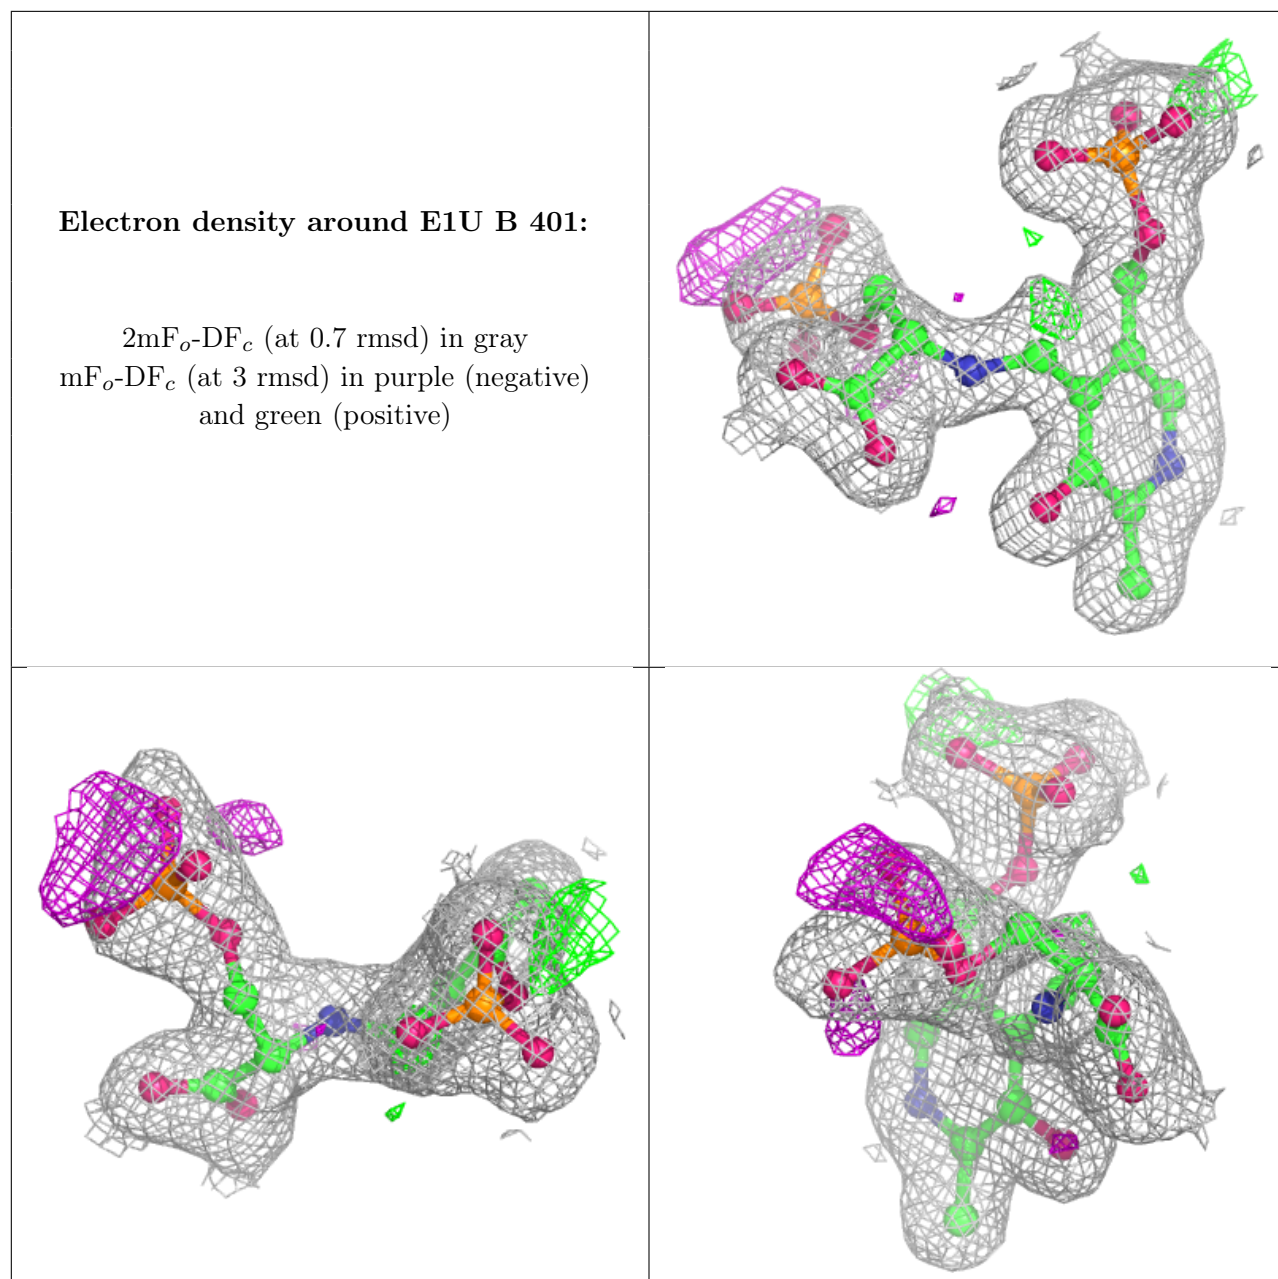 Electron density around E1U B 401:
2mFₒ-DF𝒸 (at 0.7 rmsd) in gray
mFₒ-DF𝒸 (at 3 rmsd) in purple (negative)
and green (positive)